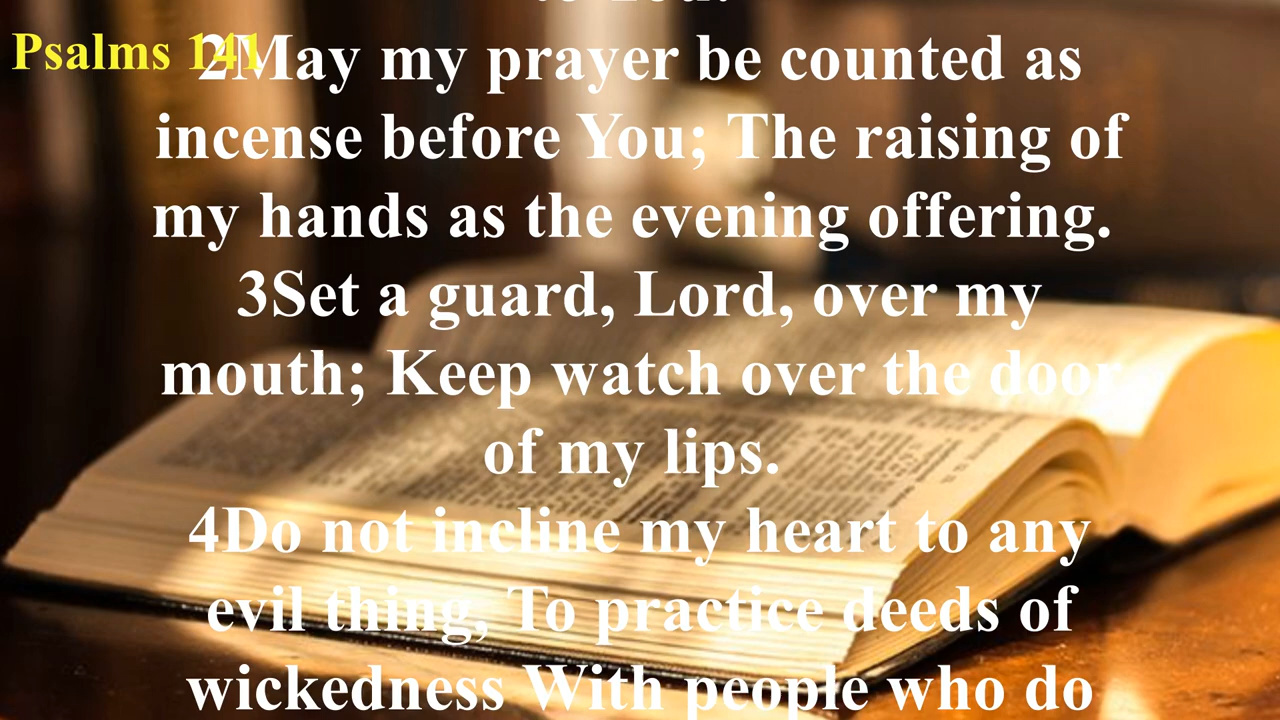 to You!
Psalms 141
2May my prayer be counted as
incense before You; The raising of
my hands as the evening offering.
3Set a guard, Lord, over my
mouth; Keep watch over the door
of my lips.
4Do not incline my heart to any
evil thing, To practice deeds of
wickedness With people who do